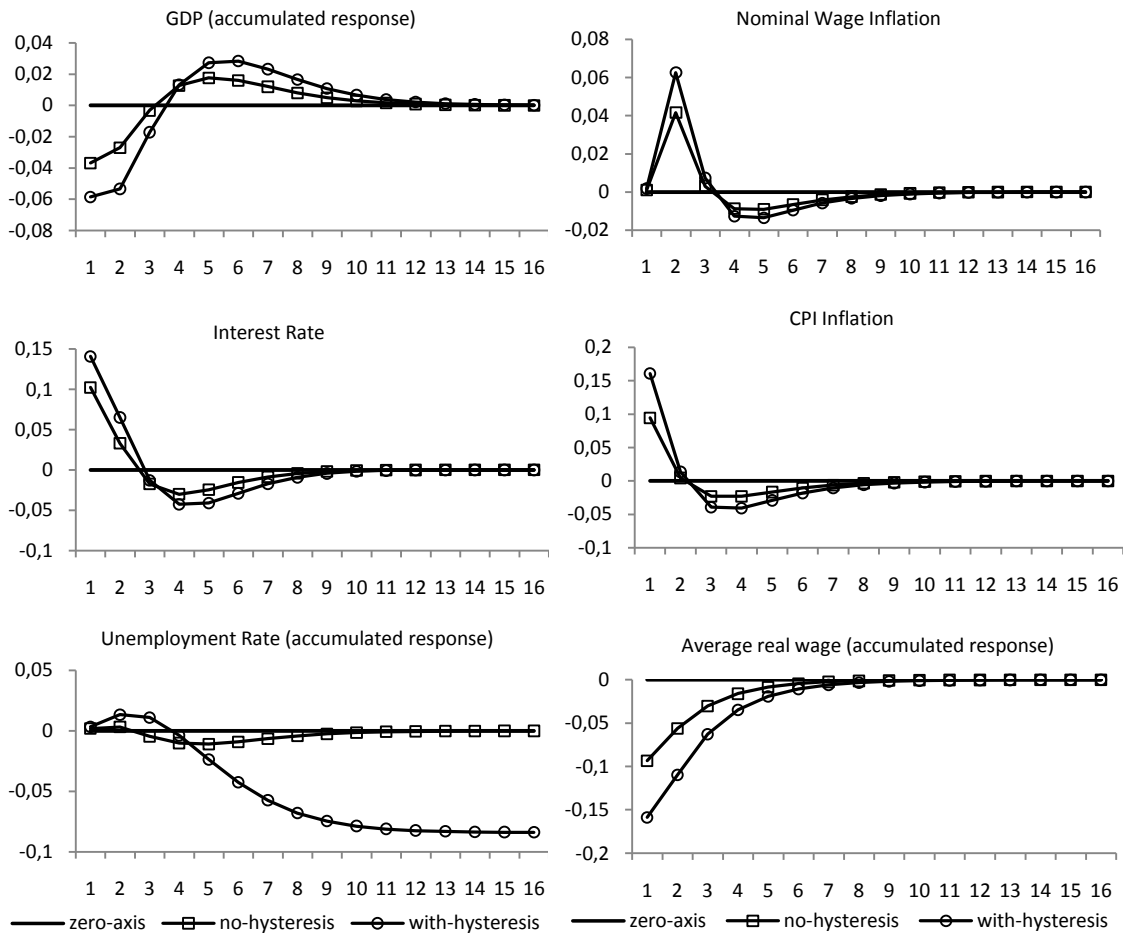 GDP (accumulated response)
0,04
0,02
0
-0,02
-0,04
-0,06
-0,08
1 2 3 4 5 6 7 8 9 10 11 12 13 14 15 16
Nominal Wage Inflation
0,08
0,06
0,04
0,02
0
-0,02
1 2 3 4 5 6 7 8 9 10 11 12 13 14 15 16
Interest Rate
0,15
0,1
0,05
0
-0,05
-0,1
1 2 3 4 5 6 7 8 9 10 11 12 13 14 15 16
CPI Inflation
0,2
0,15
0,1
0,05
0
-0,05
-0,1
1 2 3 4 5 6 7 8 9 10 11 12 13 14 15 16
Unemployment Rate (accumulated response)
0,05
0
-0,05
-0,1
1 2 3 4 5 6 7 8 9 10 11 12 13 14 15 16
zero-axis no-hysteresis with-hysteresis
Average real wage (accumulated response)
0
-0,05
-0,1
-0,15
-0,2
1 2 3 4 5 6 7 8 9 10 11 12 13 14 15 16
zero-axis no-hysteresis with-hysteresis